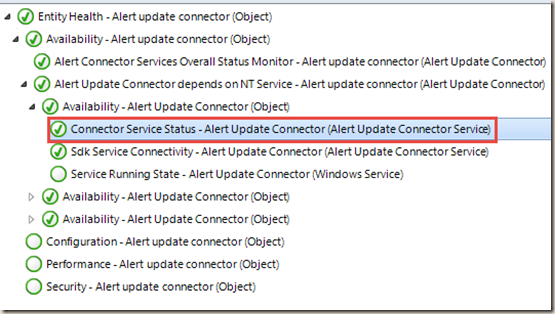 Entity Health - Alert update connector (Object)
Availability - Alert update connector (Object)
Alert Connector Services Overall Status Monitor - Alert update connector (Alert Update Connector)
Alert Update Connector depends on NT Service - Alert update connector (Alert Update Connector)
Availability - Alert Update Connector (Object)
Connector Service Status - Alert Update Connector (Alert Update Connector Service)
Sdk Service Connectivity - Alert Update Connector (Alert Update Connector Service)
Service Running State - Alert Update Connector (Windows Service)
Availability - Alert Update Connector (Object)
Availability - Alert Update Connector (Object)
Configuration - Alert update connector (Object)
Performance - Alert update connector (Object)
Security - Alert update connector (Object)